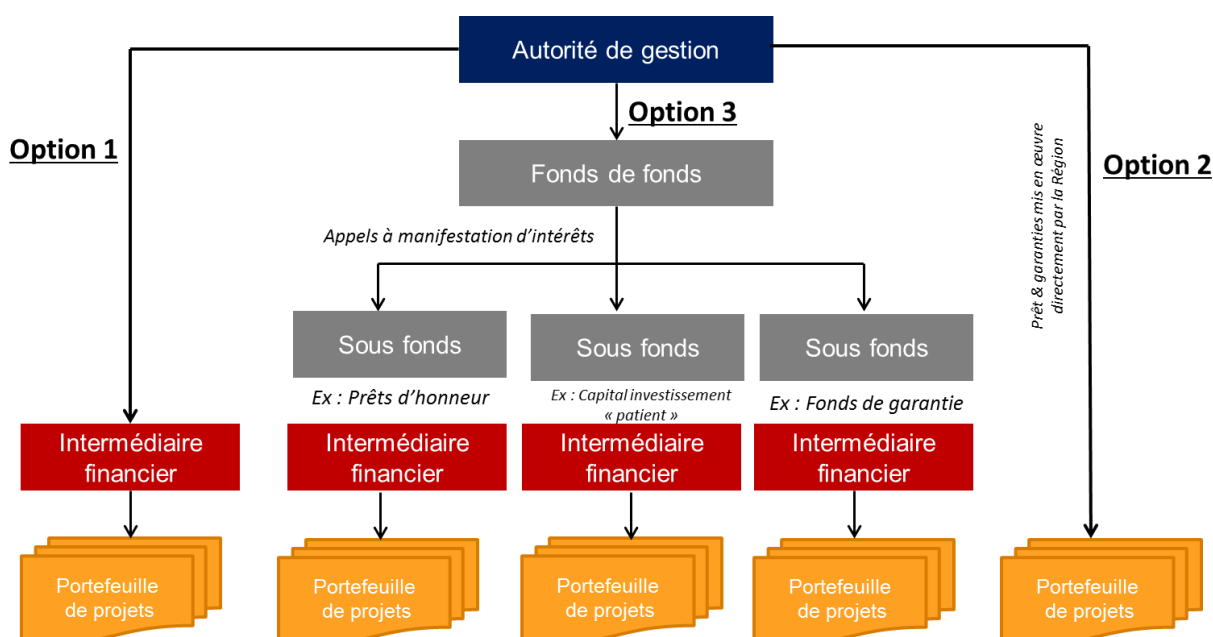 Autorité de gestion
Option 3
Option 1
Option 2
Prêt & garanties mis en œuvre
directement par la Région
Fonds de fonds
Appels à manifestation d'intérêts
Sous fonds
Sous fonds
Sous fonds
Ex : Prêts d'honneur
Ex : Capital investissement
« patient »
Ex : Fonds de garantie
Intermédiaire
financier
Intermédiaire
financier
Intermédiaire
financier
Intermédiaire
financier
Portefeuille
de projets
Portefeuille
de projets
Portefeuille
de projets
Portefeuille
de projets
Portefeuille
de projets